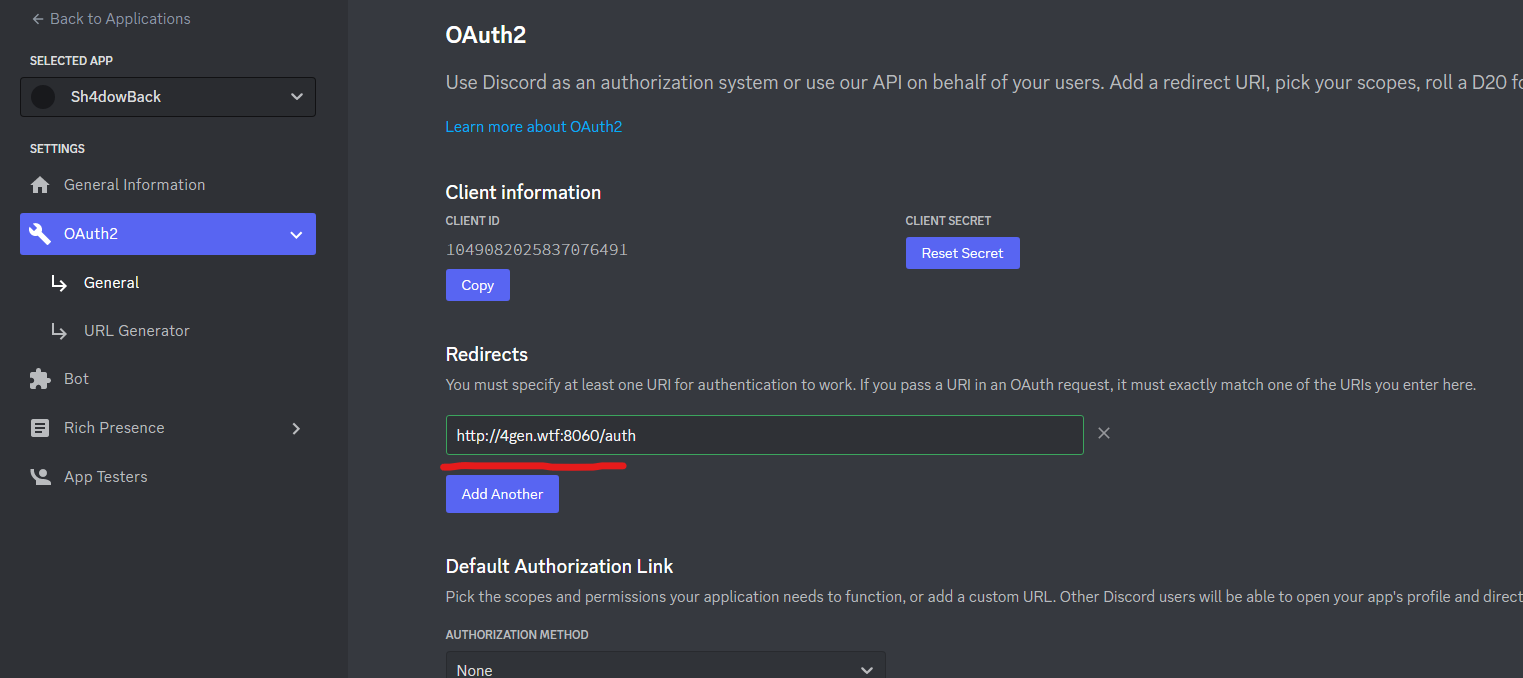 Back to Applications
SELECTED APP
Sh4dowBack
SETTINGS
General Information
OAuth2
General
URL Generator
Bot
Rich Presence
App Testers
OAuth2
Use Discord as an authorization system or use our API on behalf of your users. Add a redirect URI, pick your scopes, roll a D20 fo
Learn more about OAuth2
Client information
CLIENT ID
CLIENT SECRET
1049082025837076491
Reset Secret
Copy
Redirects
You must specify at least one URI for authentication to work. If you pass a URI in an OAuth request, it must exactly match one of the URIs you enter here.
http://4gen.wtf:8060/auth
Add Another
Default Authorization Link
Pick the scopes and permissions your application needs to function, or add a custom URL. Other Discord users will be able to open your app's profile and direct
AUTHORIZATION METHOD
None